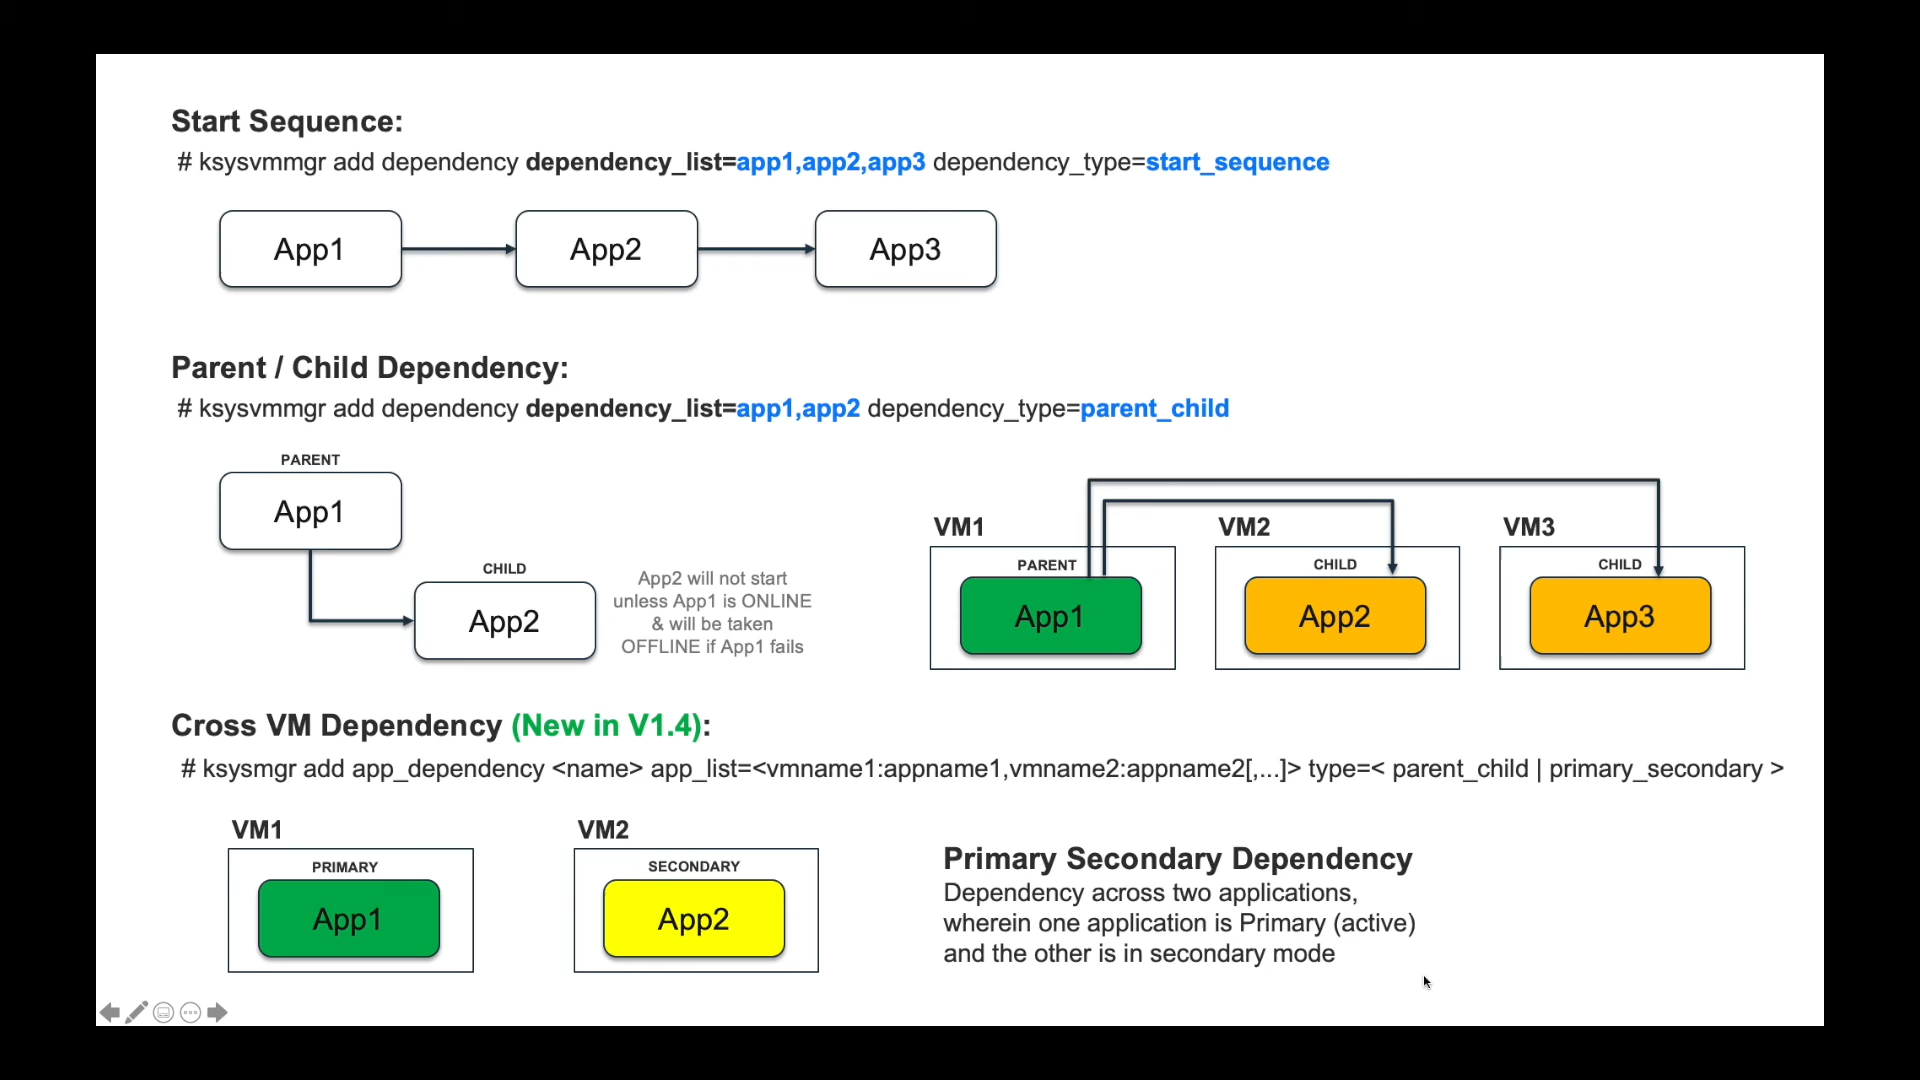 Start Sequence:
# ksysvmmgr add dependency dependency_list=app1,app2,app3 dependency_type=start_sequence
App1
App2
App3
Parent / Child Dependency:
# ksysvmmgr add dependency dependency_list=app1,app2 dependency_type=parent_child
PARENT
App1
CHILD
App2
App2 will not start
unless App1 is ONLINE
& will be taken
OFFLINE if App1 fails
VM1
PARENT
App1
VM2
CHILD
App2
VM3
CHILD
App3
Cross VM Dependency (New in V1.4):
# ksysmgr add app_dependency <name> app_list=<vmname1:appname1,vmname2:appname2[,...]> type=< parent_child | primary_secondary >
VM1
PRIMARY
App1
VM2
SECONDARY
App2
Primary Secondary Dependency
Dependency across two applications,
wherein one application is Primary (active)
and the other is in secondary mode